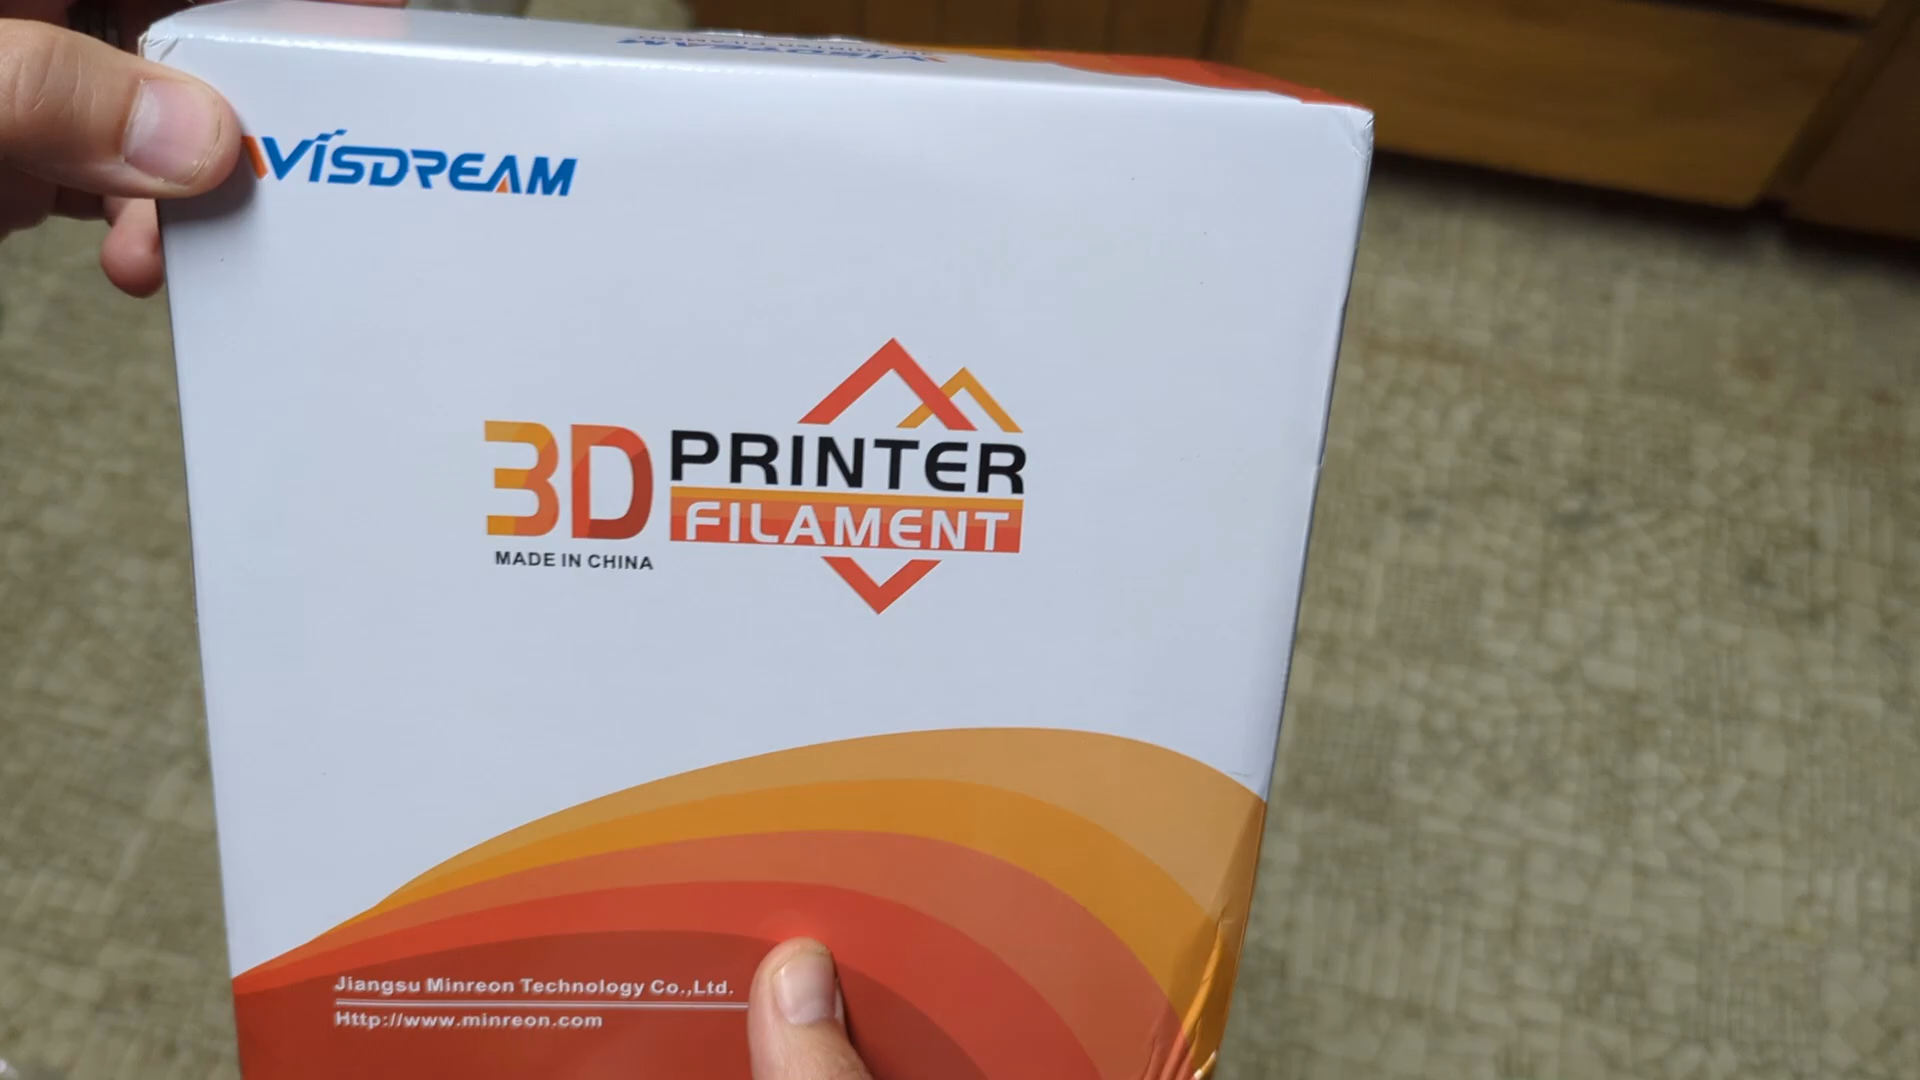 VISDREAM
3D PRINTER
FILAMENT
MADE IN CHINA
Jiangsu Minreon Technology Co.,Ltd.
Http://www.minreon.com